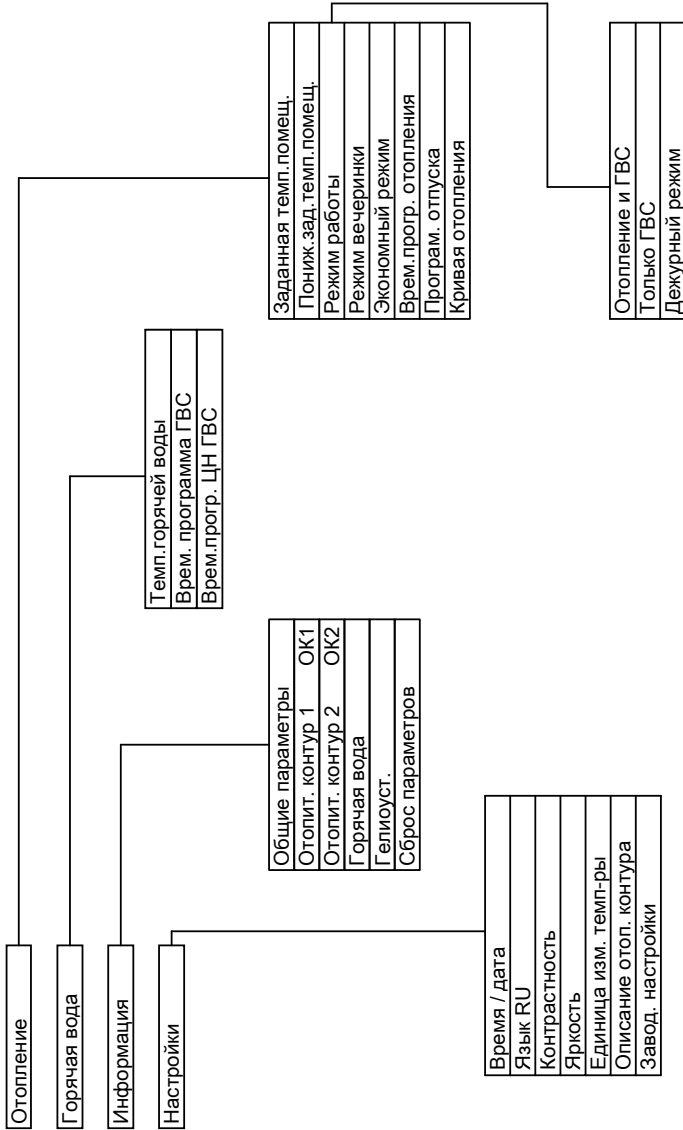 Отопление
Горячая вода
Информация
Настройки
Заданная темп.помещ.
Пониж.зад.темп.помещ.
Режим работы
Режим вечеринки
Экономный режим
Врем.прогр. отопления
Програм. отпуска
Кривая отопления
Отопление и ГВС
Только ГВС
Дежурный режим
Темп.горячей воды
Врем. программа ГВС
Врем.прогр. ЦН ГВС
Общие параметры
Отопит. контур 1 ОК1
Отопит. контур 2 ОК2
Горячая вода
Гелиоуст.
Сброс параметров
Время / дата
Язык RU
Контрастность
Яркость
Единица изм. темп-ры
Описание отоп. контура
Завод. настройки